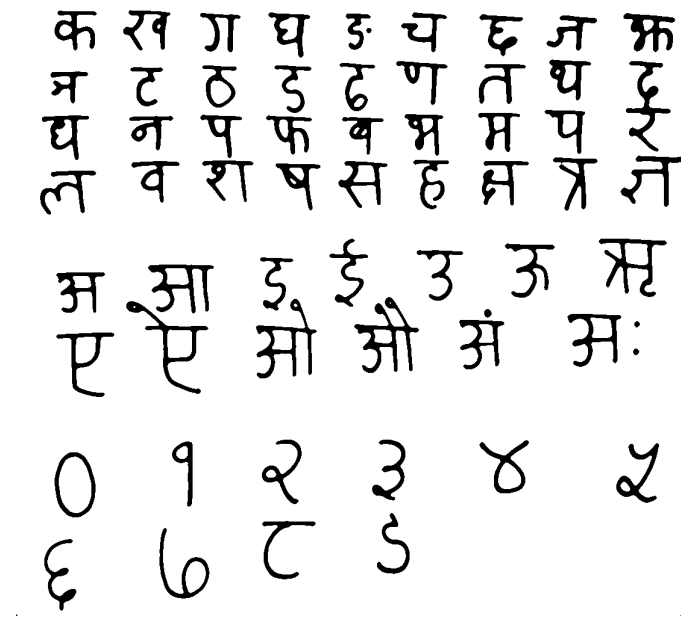 क ख ग घ ङ च छ ज झ
ञ ट ठ ड ढ ण त थ द
ध न प फ ब भ म य र
ल व श ष स ह क्ष त्र ज्ञ
अ आ इ ई उ ऊ ऋ
ए ऐ ओ औ अं अः
० १ २ ३ ४ ५
६ ७ ८ ९